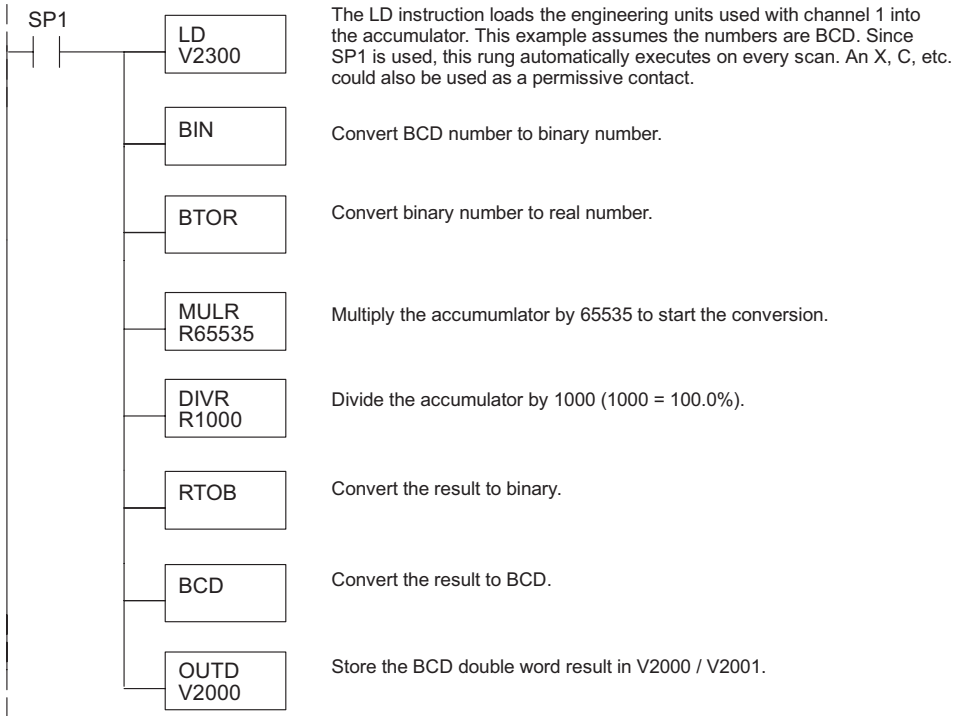 SP1
LD
V2300
The LD instruction loads the engineering units used with channel 1 into
the accumulator. This example assumes the numbers are BCD. Since
SP1 is used, this rung automatically executes on every scan. An X, C, etc.
could also be used as a permissive contact.
BIN
Convert BCD number to binary number.
BTOR
Convert binary number to real number.
MULR
R65535
Multiply the accumumlator by 65535 to start the conversion.
DIVR
R1000
Divide the accumulator by 1000 (1000 = 100.0%).
RTOB
Convert the result to binary.
BCD
Convert the result to BCD.
OUTD
V2000
Store the BCD double word result in V2000 / V2001.